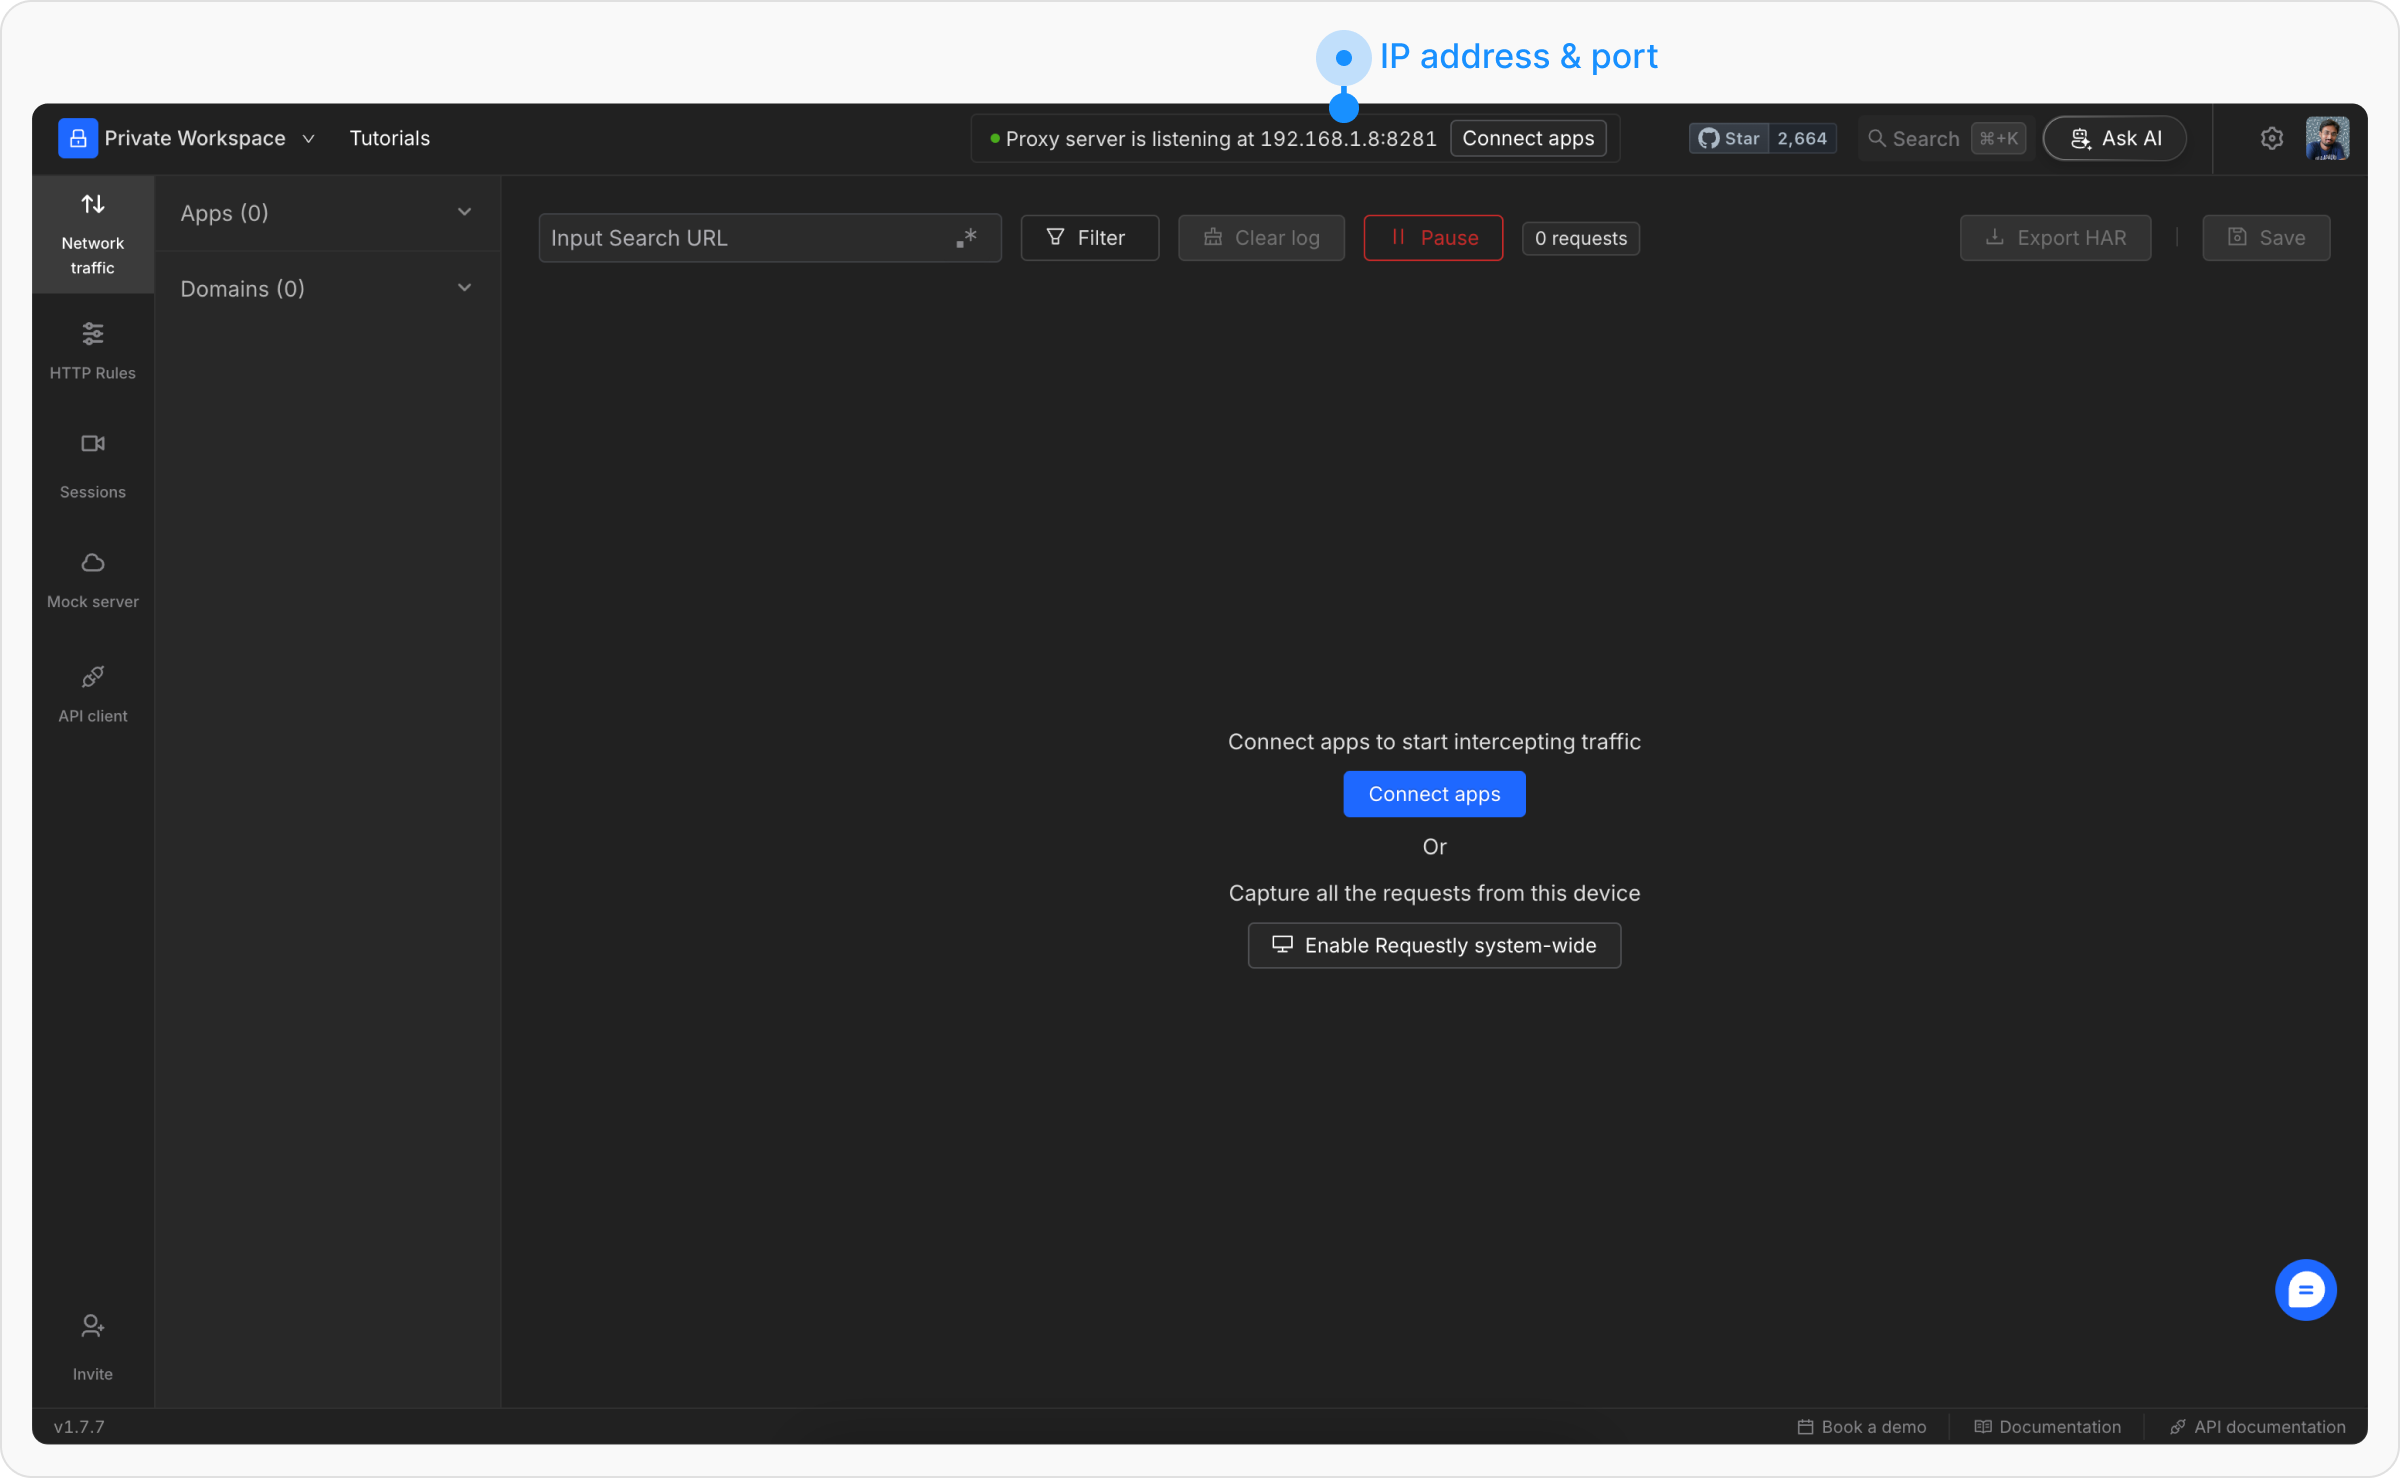 IP address & port
Private Workspace
Tutorials
Proxy server is listening at 192.168.1.8:8281
Connect apps
Star
2,664
Search
⌘+K
Ask AI
Network
traffic
HTTP Rules
Sessions
Mock server
API client
Invite
Apps (0)
Domains (0)
Input Search URL
.*
Filter
Clear log
Pause
0 requests
Export HAR
Save
Connect apps to start intercepting traffic
Connect apps
Or
Capture all the requests from this device
Enable Requestly system-wide
v1.7.7
Book a demo
Documentation
API documentation